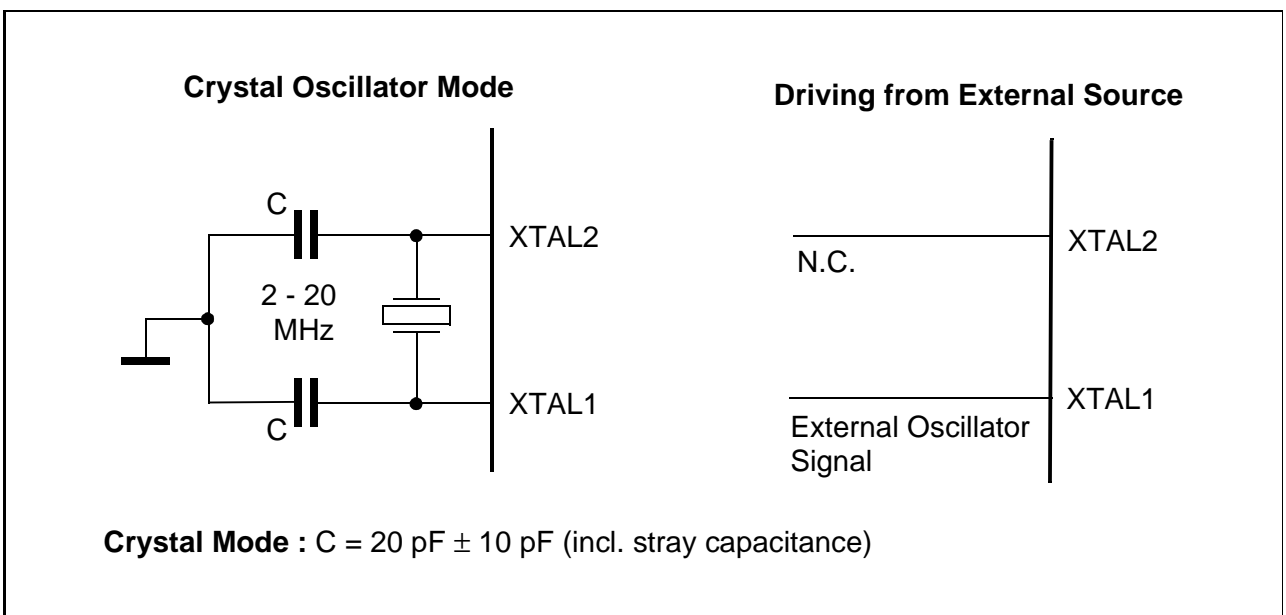 Crystal Oscillator Mode
C
2 - 20
MHz
C
XTAL2
XTAL1
Driving from External Source
N.C.
XTAL2
External Oscillator
Signal
XTAL1
Crystal Mode : C = 20 pF ± 10 pF (incl. stray capacitance)